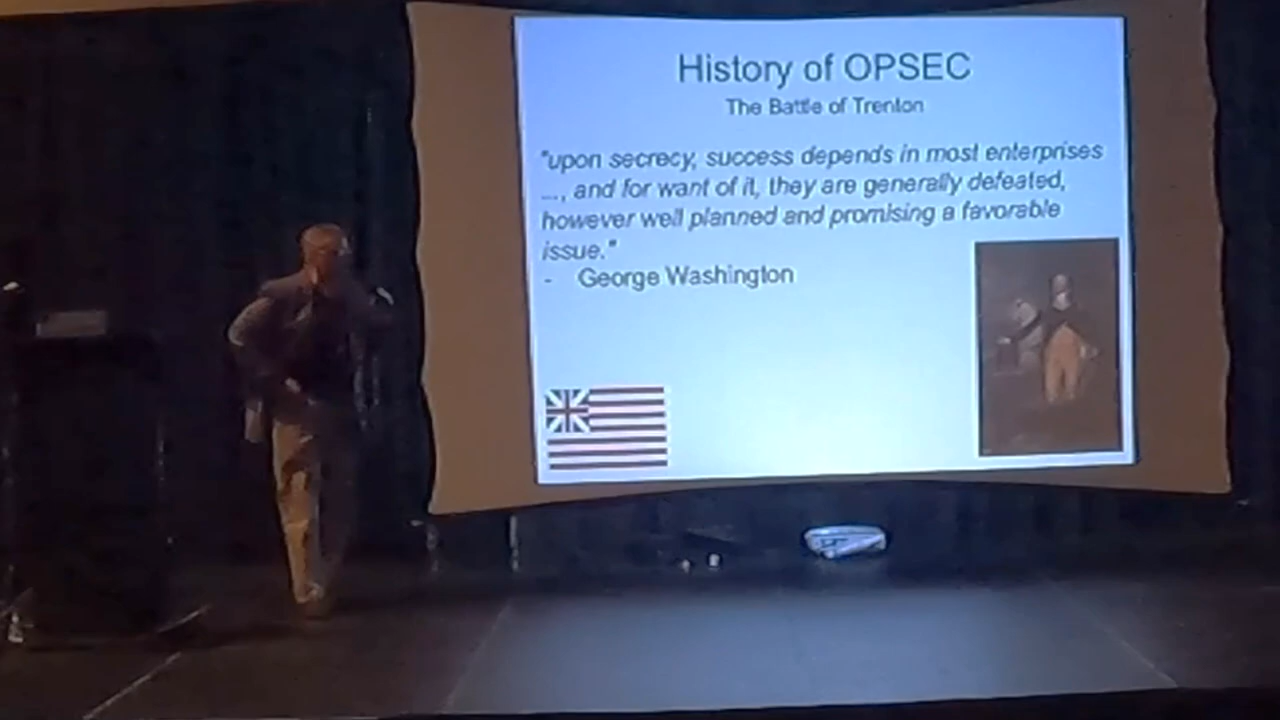 History of OPSEC
The Battle of Trenton
"upon secrecy, success depends in most enterprises
..., and for want of it, they are generally defeated,
however well planned and promising a favorable
issue."
- George Washington